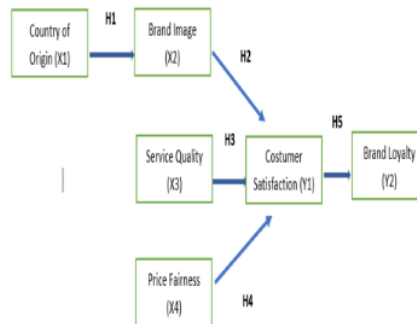 H1
Country of
Origin (X1)
Brand Image
(X2)
H2
Service Quality
(X3)
H3
Costumer
Satisfaction (Y1)
H5
Brand Loyalty
(Y2)
Price Fairness
(X4)
H4